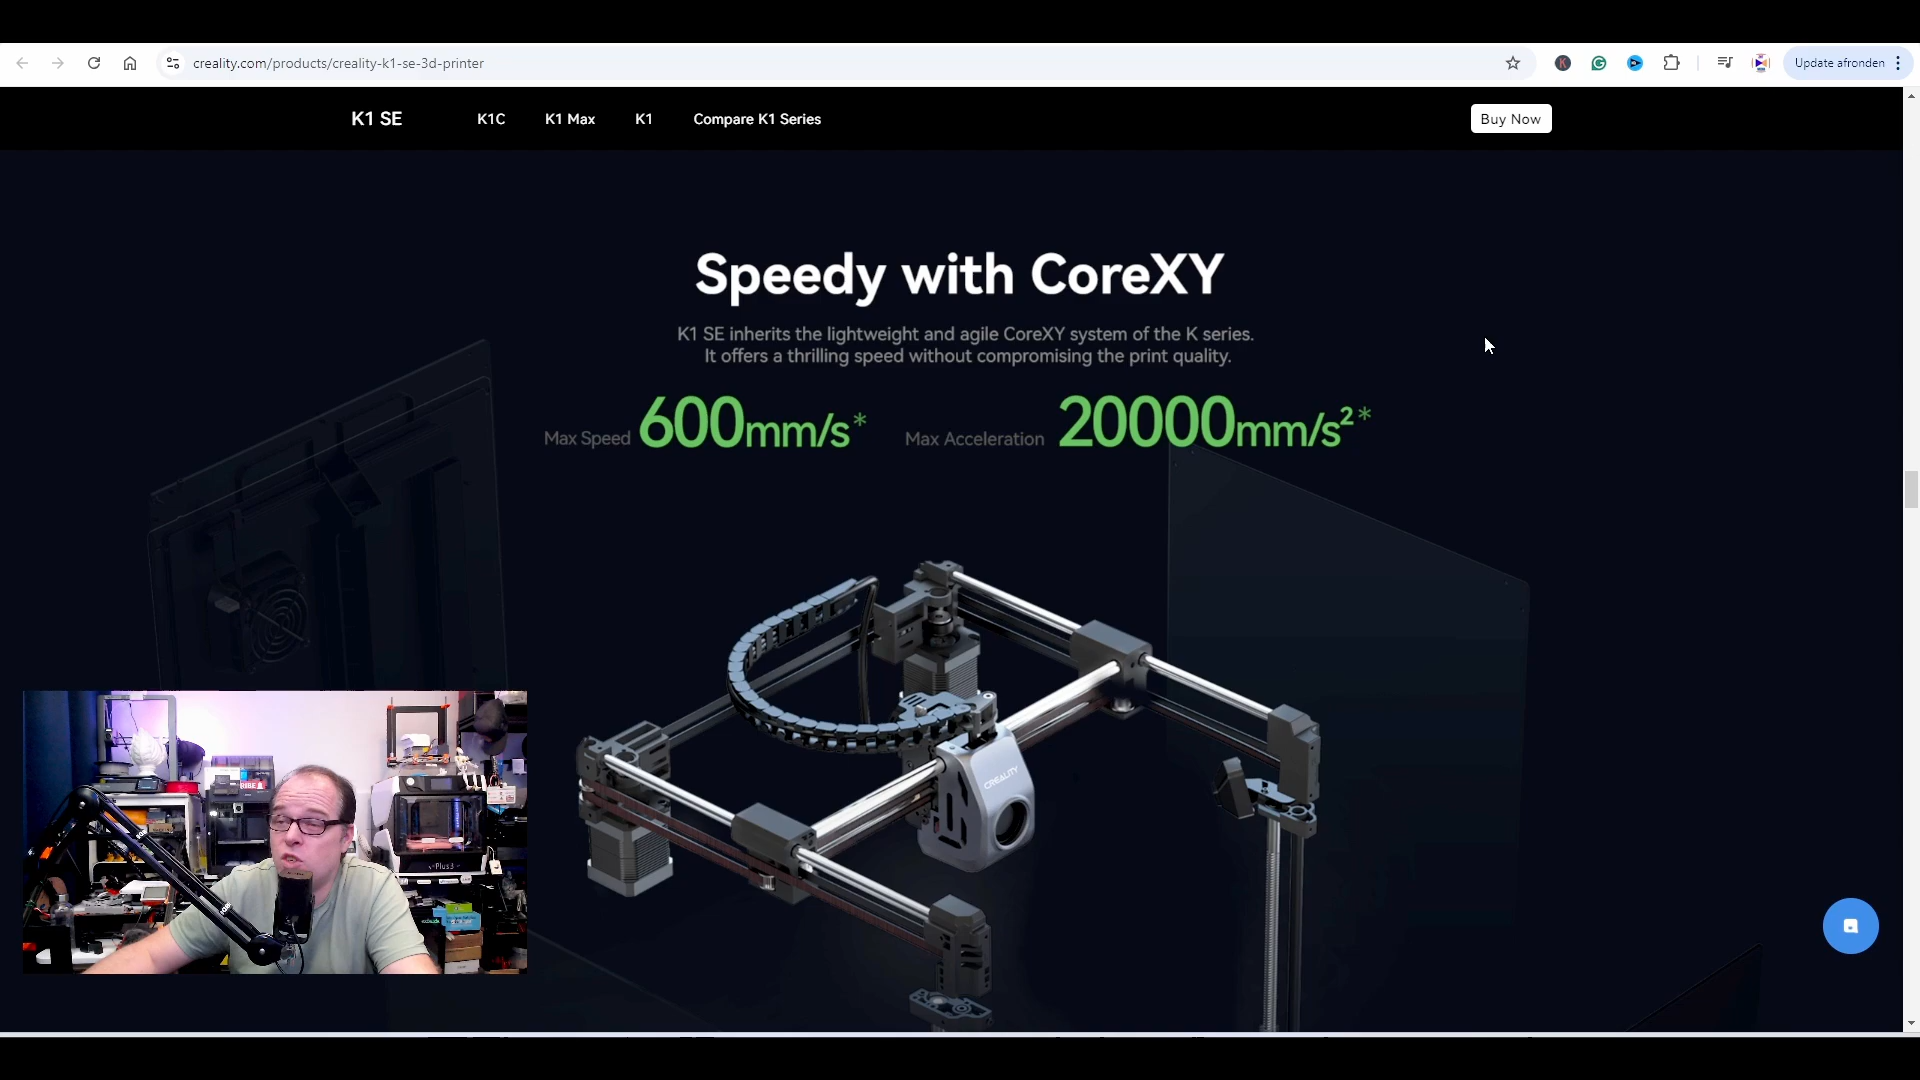 creality.com/products/creality-k1-se-3d-printer
Update afronden
K1 SE
K1C
K1 Max
K1
Compare K1 Series
Buy Now
Speedy with CoreXY
K1 SE inherits the lightweight and agile CoreXY system of the K series.
It offers a thrilling speed without compromising the print quality.
Max Speed 600mm/s*
Max Acceleration 20000mm/s²*
CREALITY